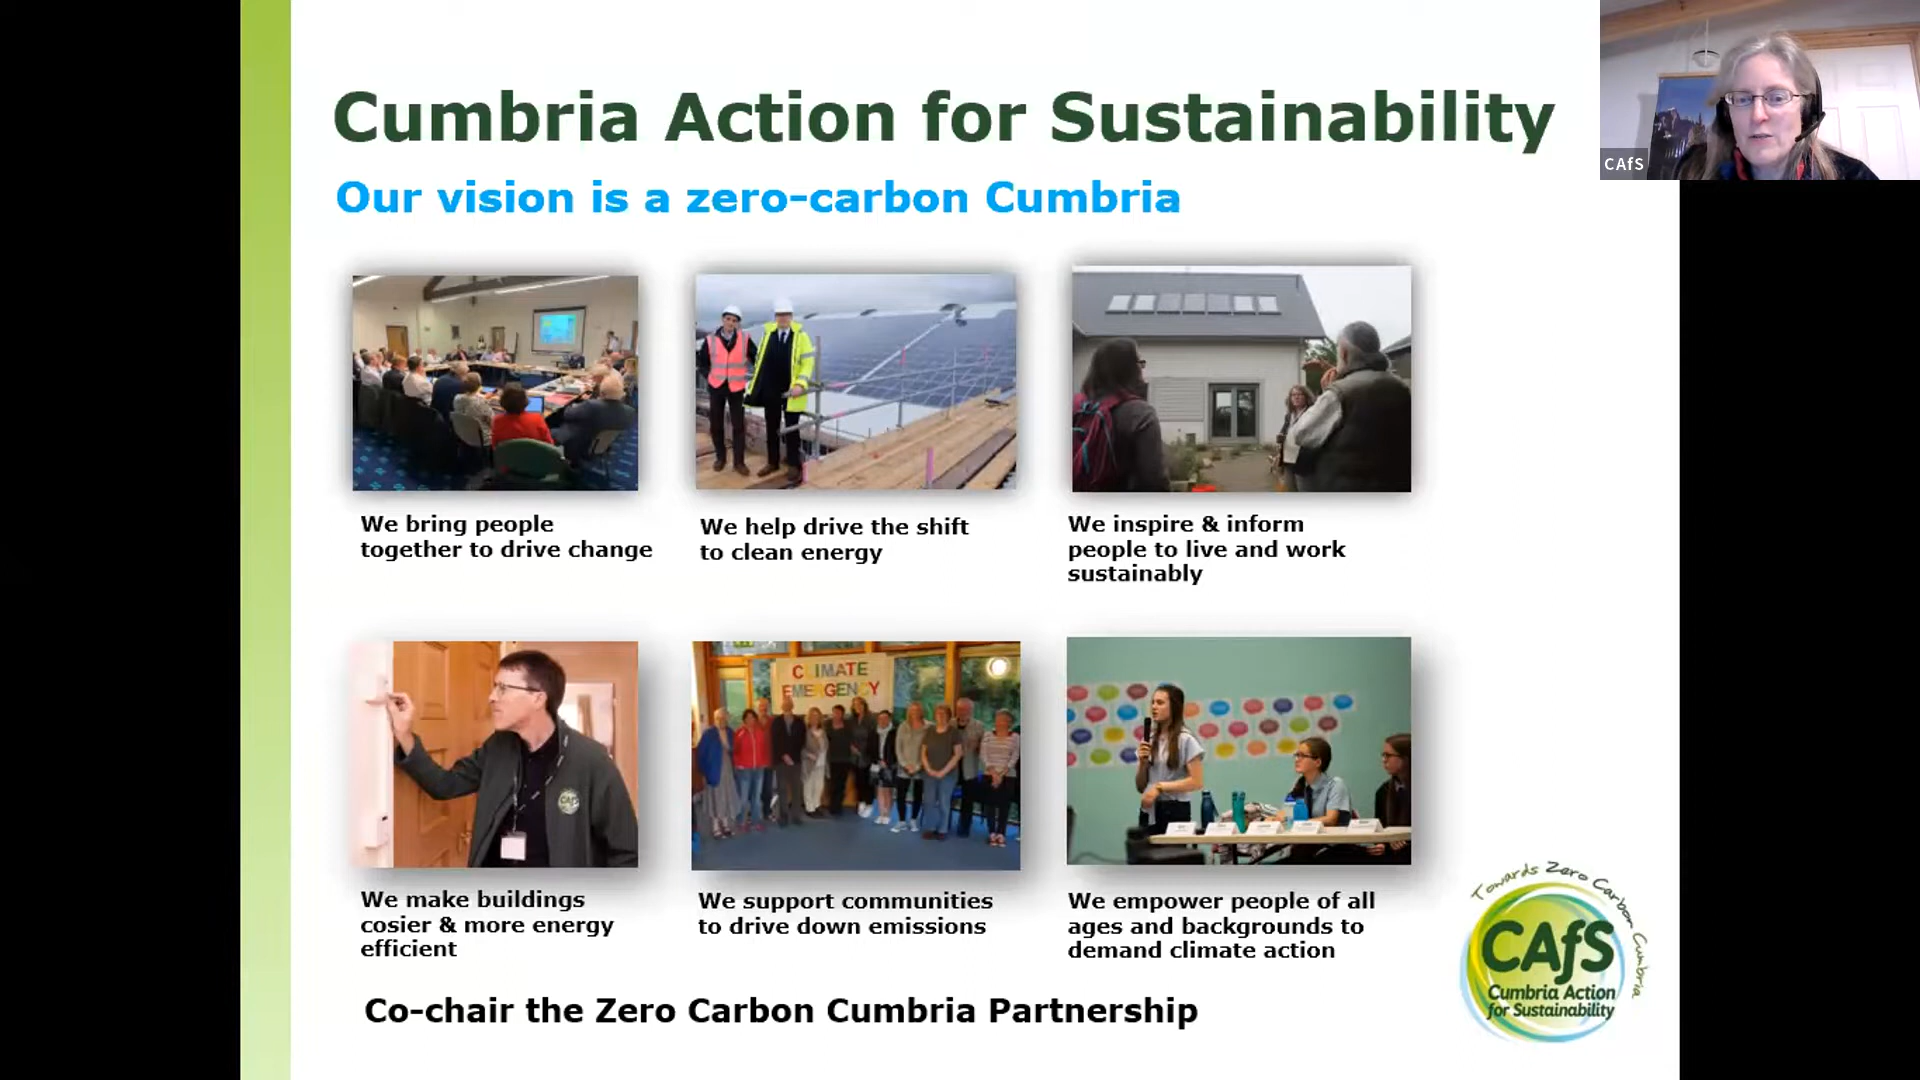 Cumbria Action for Sustainability
CAfS
Our vision is a zero-carbon Cumbria
We bring people
together to drive change
We help drive the shift
to clean energy
We inspire & inform
people to live and work
sustainably
CLIMATE
EMERGENCY
CAfS
We make buildings
cosier & more energy
efficient
We support communities
to drive down emissions
We empower people of all
ages and backgrounds to
demand climate action
Towards Zero Carbon Cumbria
CAfS
Cumbria Action
for Sustainability
Co-chair the Zero Carbon Cumbria Partnership